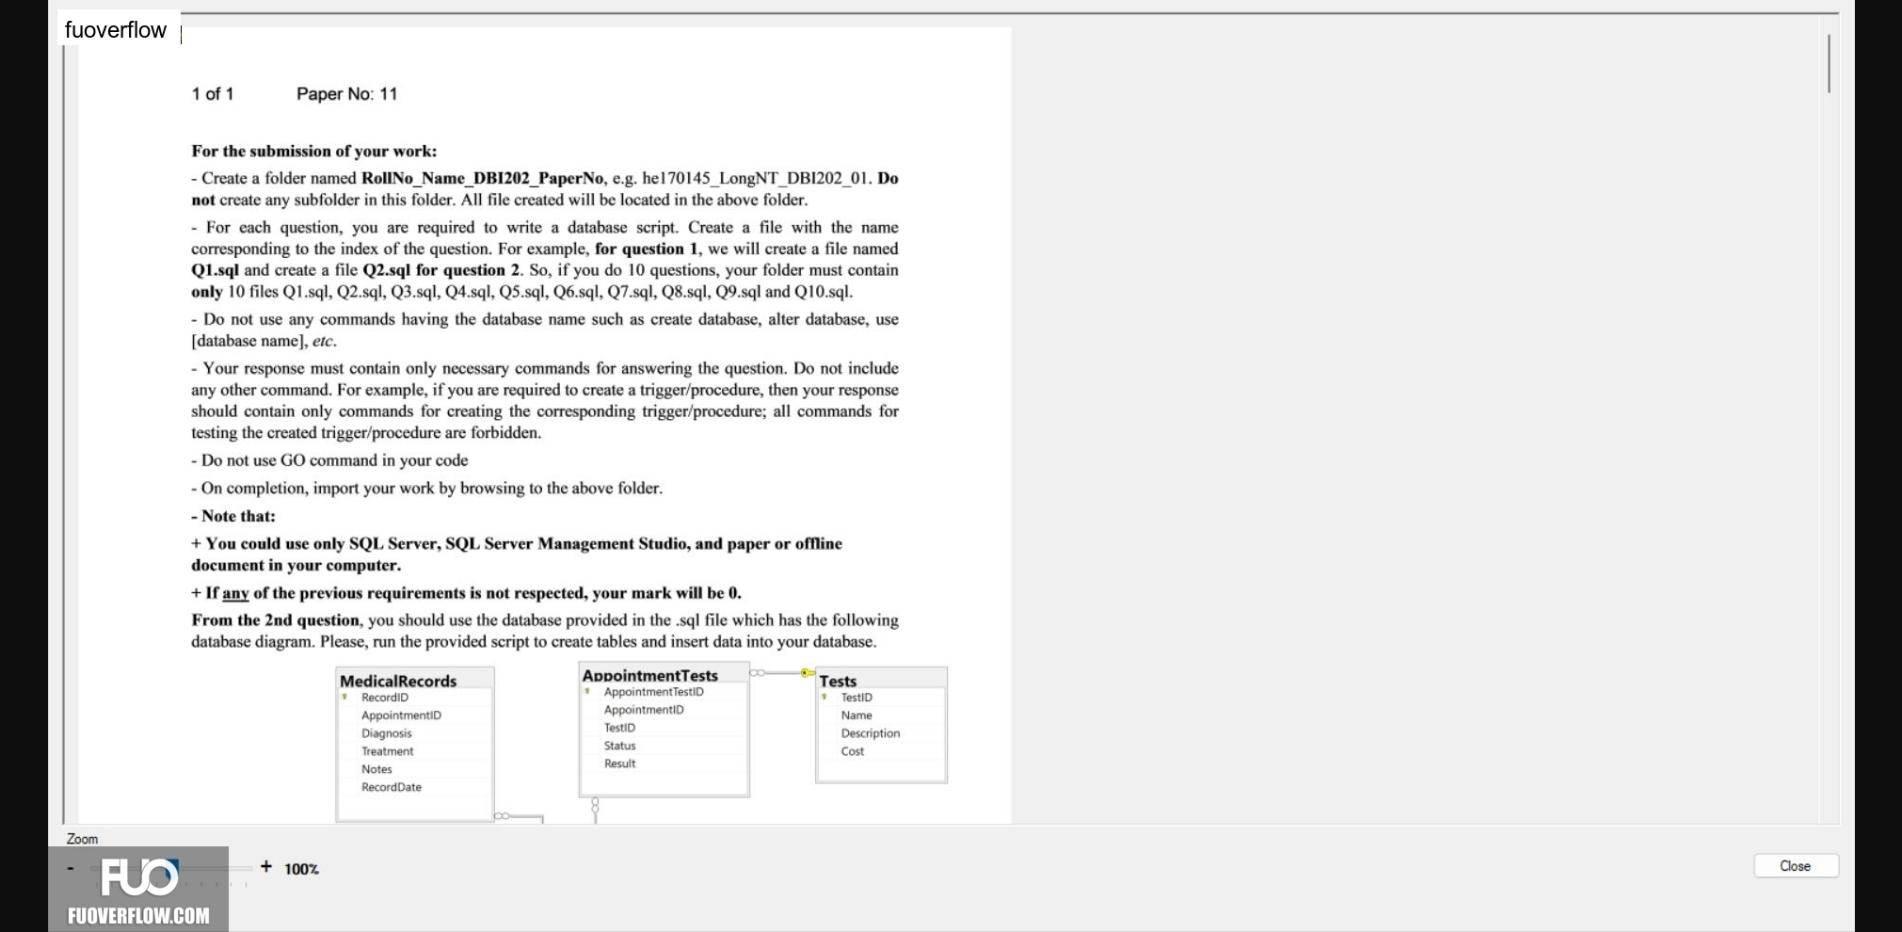 fuoverflow
1 of 1 Paper No: 11
For the submission of your work:
- Create a folder named RollNo_Name_DBI202_PaperNo, e.g. he170145_LongNT_DBI202_01. Do
not create any subfolder in this folder. All file created will be located in the above folder.
- For each question, you are required to write a database script. Create a file with the name
corresponding to the index of the question. For example, for question 1, we will create a file named
Q1.sql and create a file Q2.sql for question 2. So, if you do 10 questions, your folder must contain
only 10 files Q1.sql, Q2.sql, Q3.sql, Q4.sql, Q5.sql, Q6.sql, Q7.sql, Q8.sql, Q9.sql and Q10.sql.
- Do not use any commands having the database name such as create database, alter database, use
[database name], etc.
- Your response must contain only necessary commands for answering the question. Do not include
any other command. For example, if you are required to create a trigger/procedure, then your response
should contain only commands for creating the corresponding trigger/procedure; all commands for
testing the created trigger/procedure are forbidden.
- Do not use GO command in your code
- On completion, import your work by browsing to the above folder.
- Note that:
+ You could use only SQL Server, SQL Server Management Studio, and paper or offline
document in your computer.
+ If any of the previous requirements is not respected, your mark will be 0.
From the 2nd question, you should use the database provided in the .sql file which has the following
database diagram. Please, run the provided script to create tables and insert data into your database.
MedicalRecords
RecordID
AppointmentID
Diagnosis
Treatment
Notes
RecordDate
AppointmentTests
AppointmentTestID
AppointmentID
TestID
Status
Result
Tests
TestID
Name
Description
Cost
Zoom
- + 100%
Close
FUO
FUOVERFLOW.COM